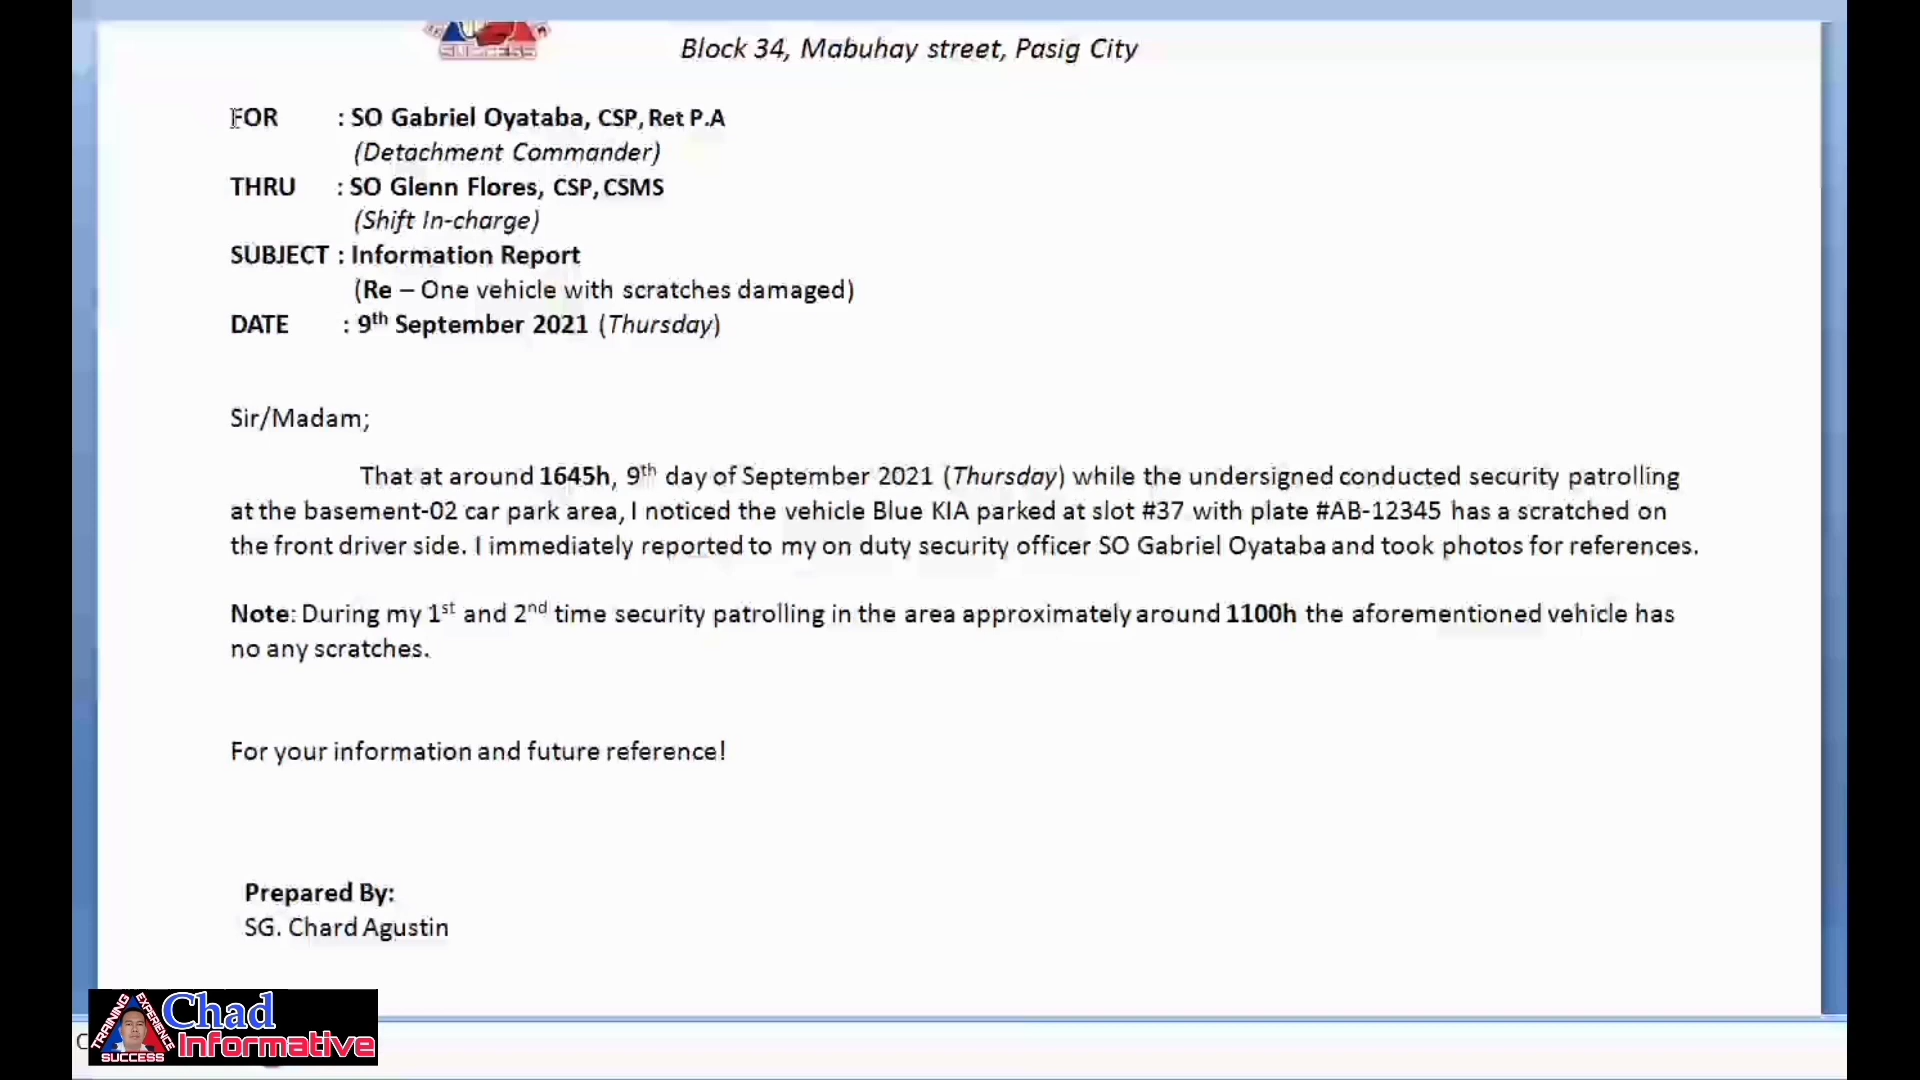 SUCCESS
Block 34, Mabuhay street, Pasig City
FOR : SO Gabriel Oyataba, CSP, Ret P.A
(Detachment Commander)
THRU : SO Glenn Flores, CSP, CSMS
(Shift In-charge)
SUBJECT : Information Report
(Re – One vehicle with scratches damaged)
DATE : 9th September 2021 (Thursday)
Sir/Madam;
That at around 1645h, 9th day of September 2021 (Thursday) while the undersigned conducted security patrolling
at the basement-02 car park area, I noticed the vehicle Blue KIA parked at slot #37 with plate #AB-12345 has a scratched on
the front driver side. I immediately reported to my on duty security officer SO Gabriel Oyataba and took photos for references.
Note: During my 1st and 2nd time security patrolling in the area approximately around 1100h the aforementioned vehicle has
no any scratches.
For your information and future reference!
Prepared By:
SG. Chard Agustin
TRAINING
EXPERIENCE
SUCCESS
Chad
Informative